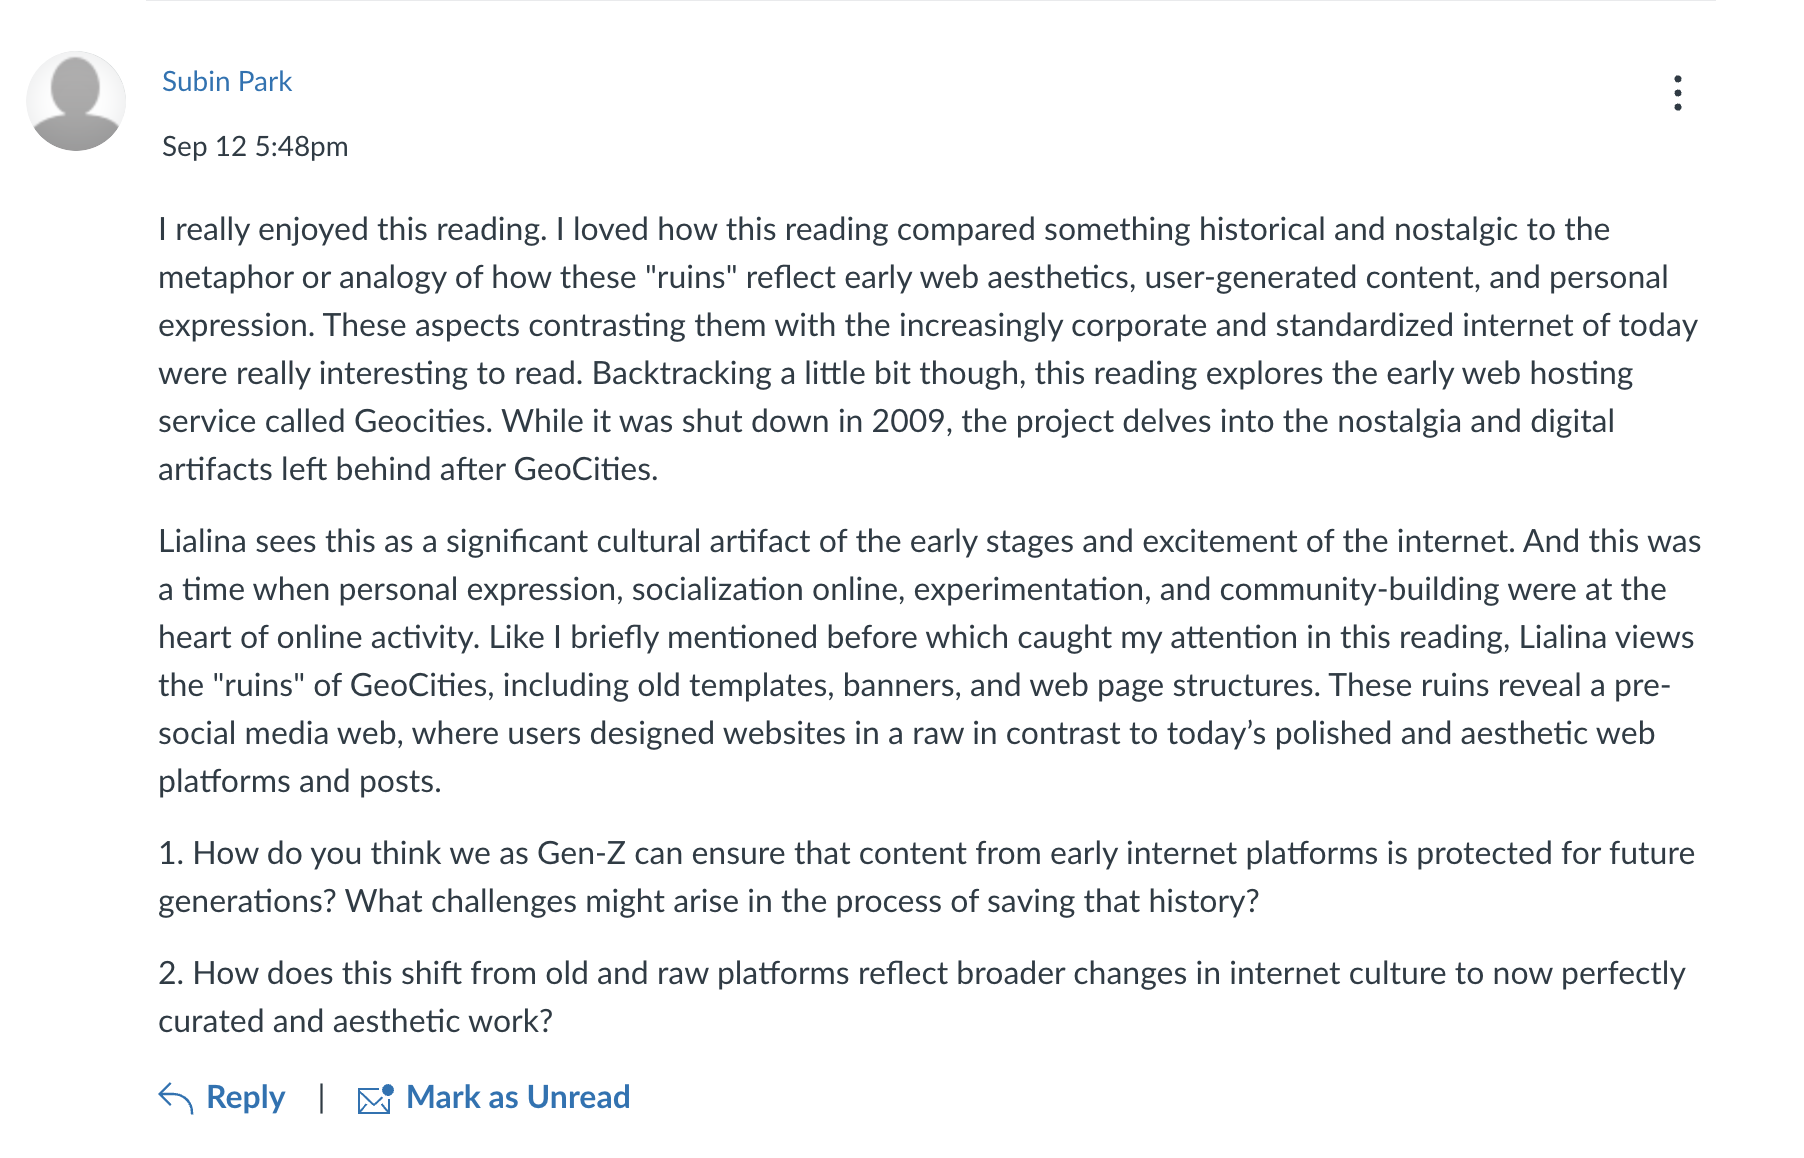 Subin Park
Sep 12 5:48pm
I really enjoyed this reading. I loved how this reading compared something historical and nostalgic to the
metaphor or analogy of how these "ruins" reflect early web aesthetics, user-generated content, and personal
expression. These aspects contrasting them with the increasingly corporate and standardized internet of today
were really interesting to read. Backtracking a little bit though, this reading explores the early web hosting
service called Geocities. While it was shut down in 2009, the project delves into the nostalgia and digital
artifacts left behind after GeoCities.
Lialina sees this as a significant cultural artifact of the early stages and excitement of the internet. And this was
a time when personal expression, socialization online, experimentation, and community-building were at the
heart of online activity. Like I briefly mentioned before which caught my attention in this reading, Lialina views
the "ruins" of GeoCities, including old templates, banners, and web page structures. These ruins reveal a pre-
social media web, where users designed websites in a raw in contrast to today’s polished and aesthetic web
platforms and posts.
1. How do you think we as Gen-Z can ensure that content from early internet platforms is protected for future
generations? What challenges might arise in the process of saving that history?
2. How does this shift from old and raw platforms reflect broader changes in internet culture to now perfectly
curated and aesthetic work?
Reply | Mark as Unread